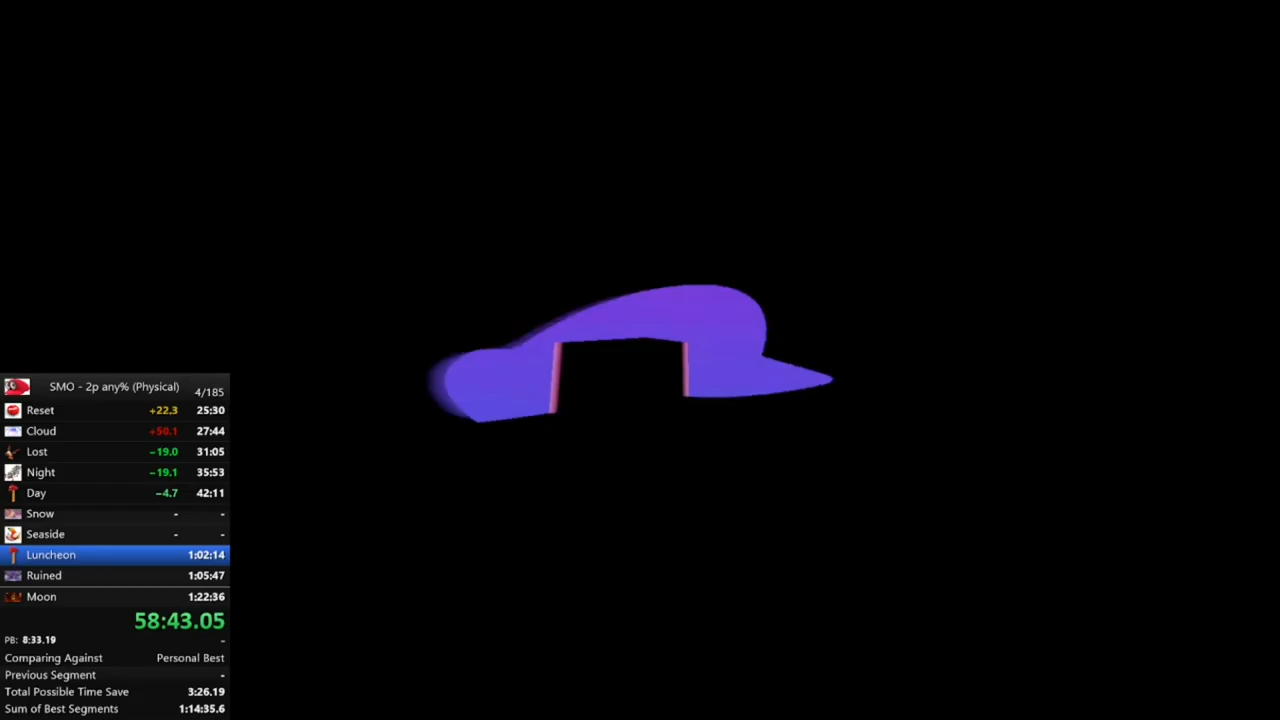 SMO - 2p any% (Physical) 4/185
Reset +22.3 25:30
Cloud +50.1 27:44
Lost −19.0 31:05
Night −19.1 35:53
Day −4.7 42:11
Snow - -
Seaside - -
Luncheon 1:02:14
Ruined 1:05:47
Moon 1:22:36
58:43.05
PB: 8:33.19 -
Comparing Against Personal Best
Previous Segment -
Total Possible Time Save 3:26.19
Sum of Best Segments 1:14:35.6